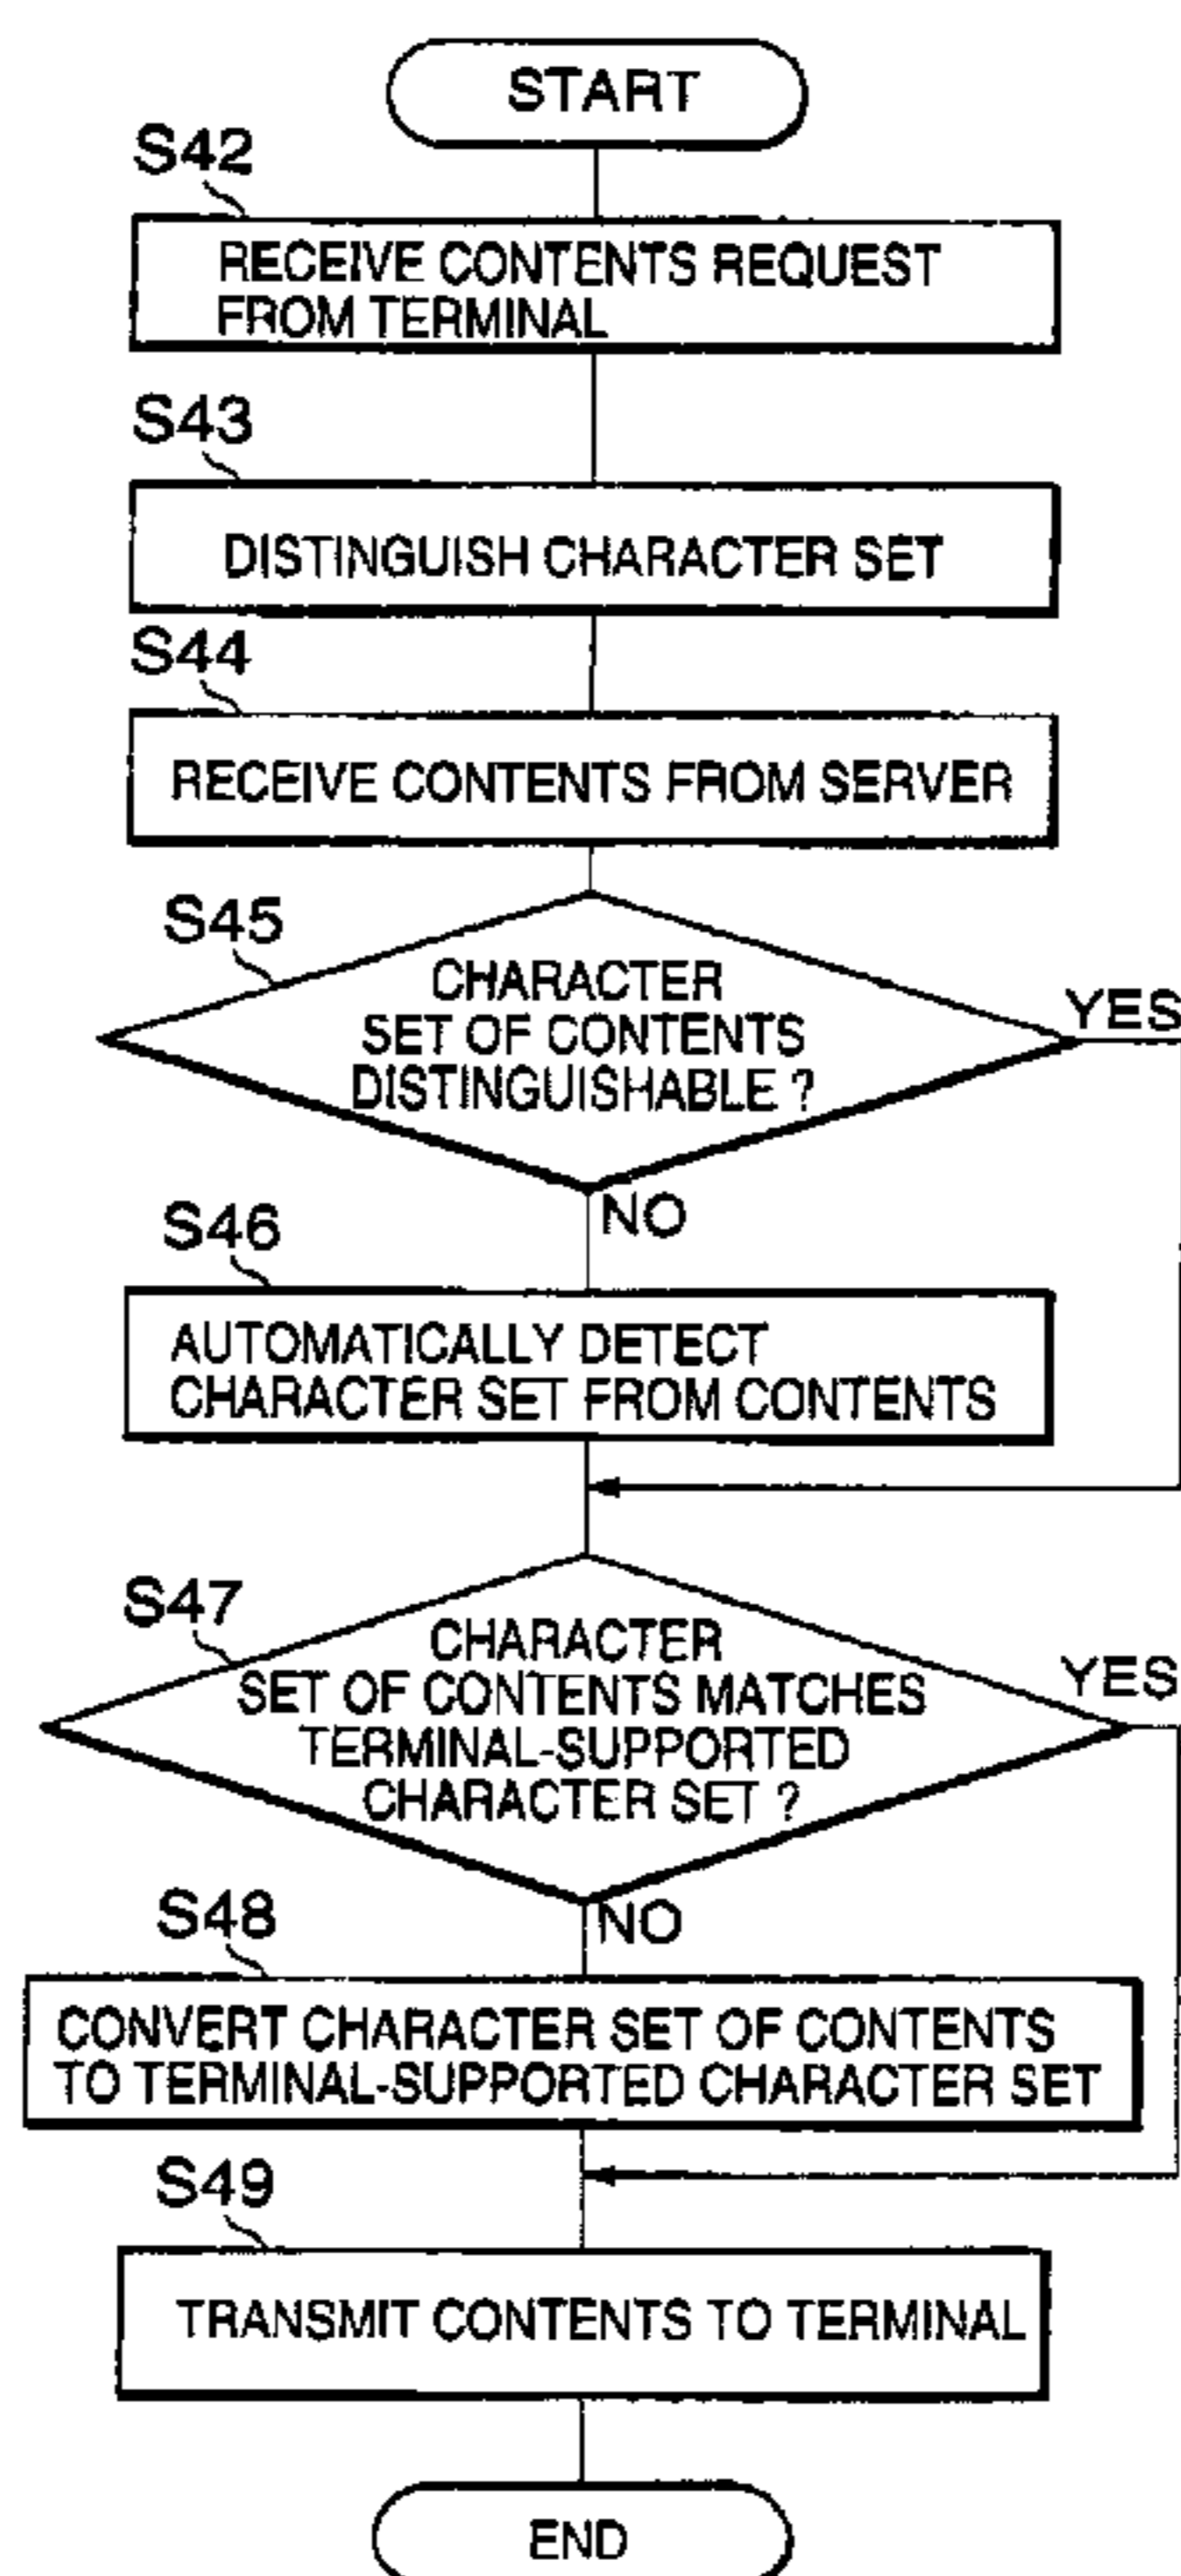 START
S42
RECEIVE CONTENTS REQUEST
FROM TERMINAL
S43
DISTINGUISH CHARACTER SET
S44
RECEIVE CONTENTS FROM SERVER
S45
CHARACTER
SET OF CONTENTS
DISTINGUISHABLE ?
YES
NO
S46
AUTOMATICALLY DETECT
CHARACTER SET FROM CONTENTS
S47
CHARACTER
SET OF CONTENTS MATCHES
TERMINAL-SUPPORTED
CHARACTER SET ?
YES
NO
S48
CONVERT CHARACTER SET OF CONTENTS
TO TERMINAL-SUPPORTED CHARACTER SET
S49
TRANSMIT CONTENTS TO TERMINAL
END